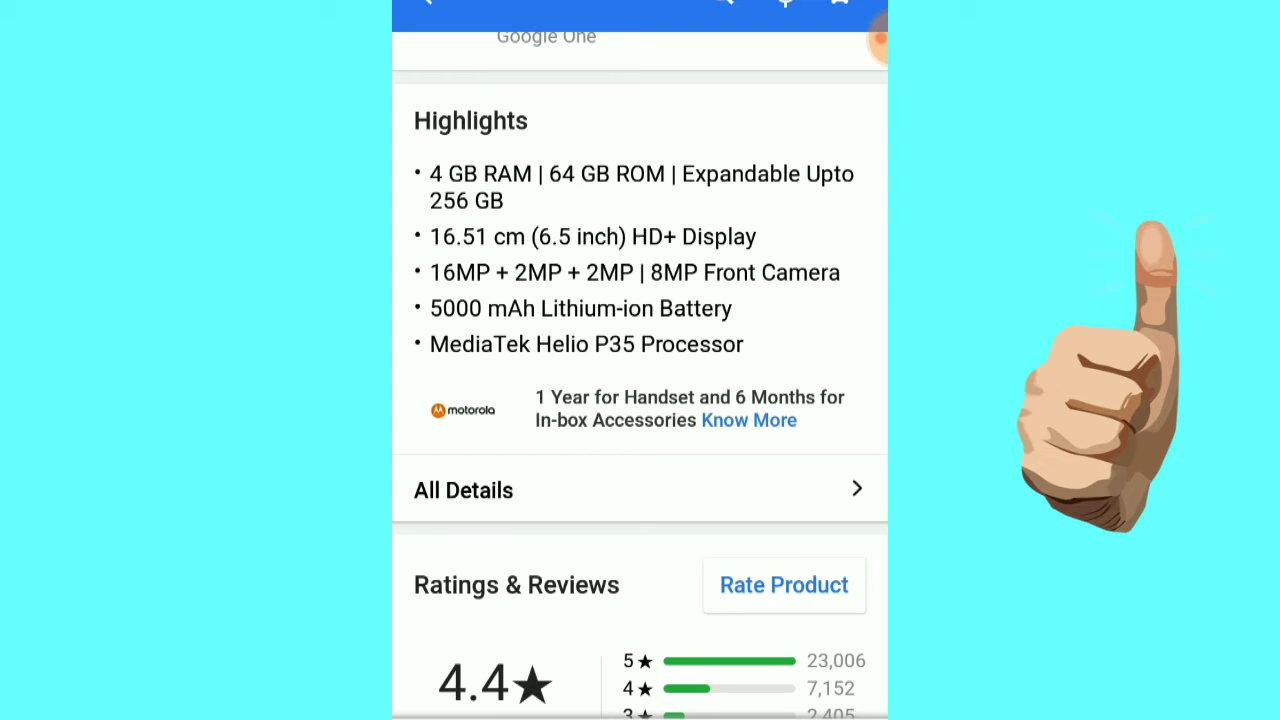 Google One
Highlights
• 4 GB RAM | 64 GB ROM | Expandable Upto
256 GB
• 16.51 cm (6.5 inch) HD+ Display
• 16MP + 2MP + 2MP | 8MP Front Camera
• 5000 mAh Lithium-ion Battery
• MediaTek Helio P35 Processor
motorola
1 Year for Handset and 6 Months for
In-box Accessories Know More
All Details
Ratings & Reviews
Rate Product
4.4★
5★ 23,006
4★ 7,152
3★ 2,405